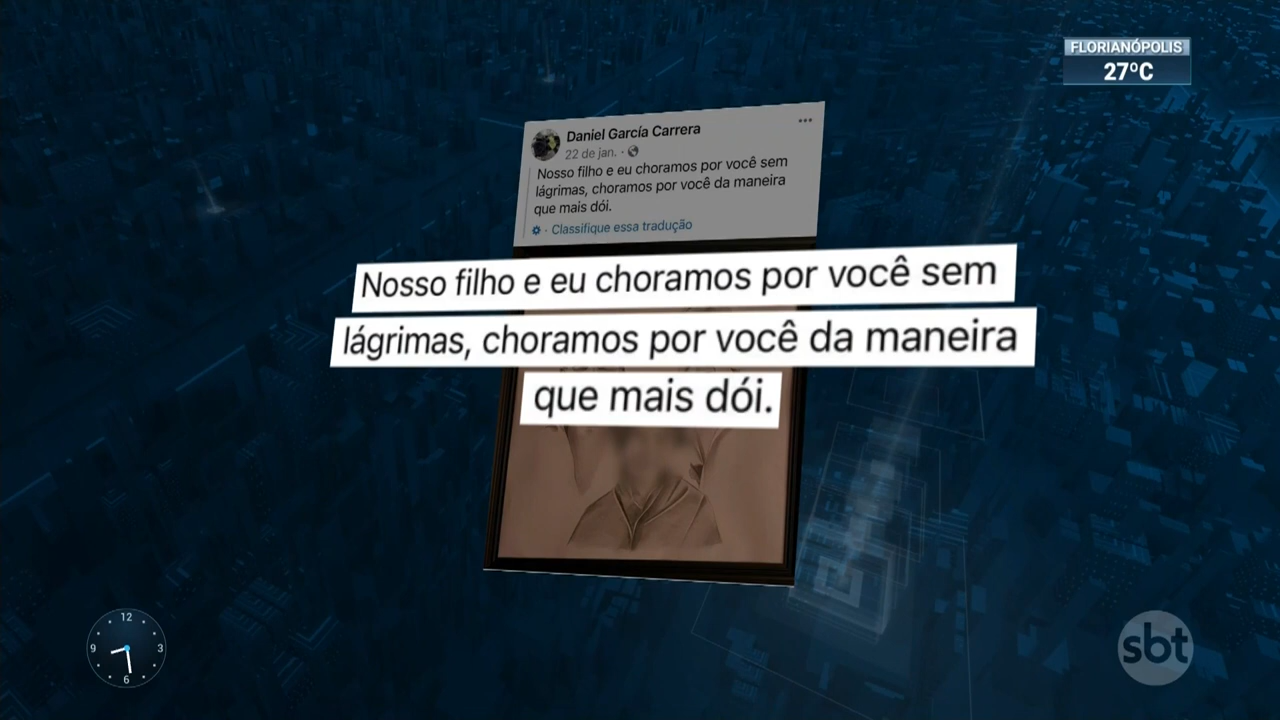 FLORIANÓPOLIS
27ºC
Daniel García Carrera
22 de jan. ·
Nosso filho e eu choramos por você sem
lágrimas, choramos por você da maneira
que mais dói.
· Classifique essa tradução
Nosso filho e eu choramos por você sem
lágrimas, choramos por você da maneira
que mais dói.
12
9 3
6
sbt